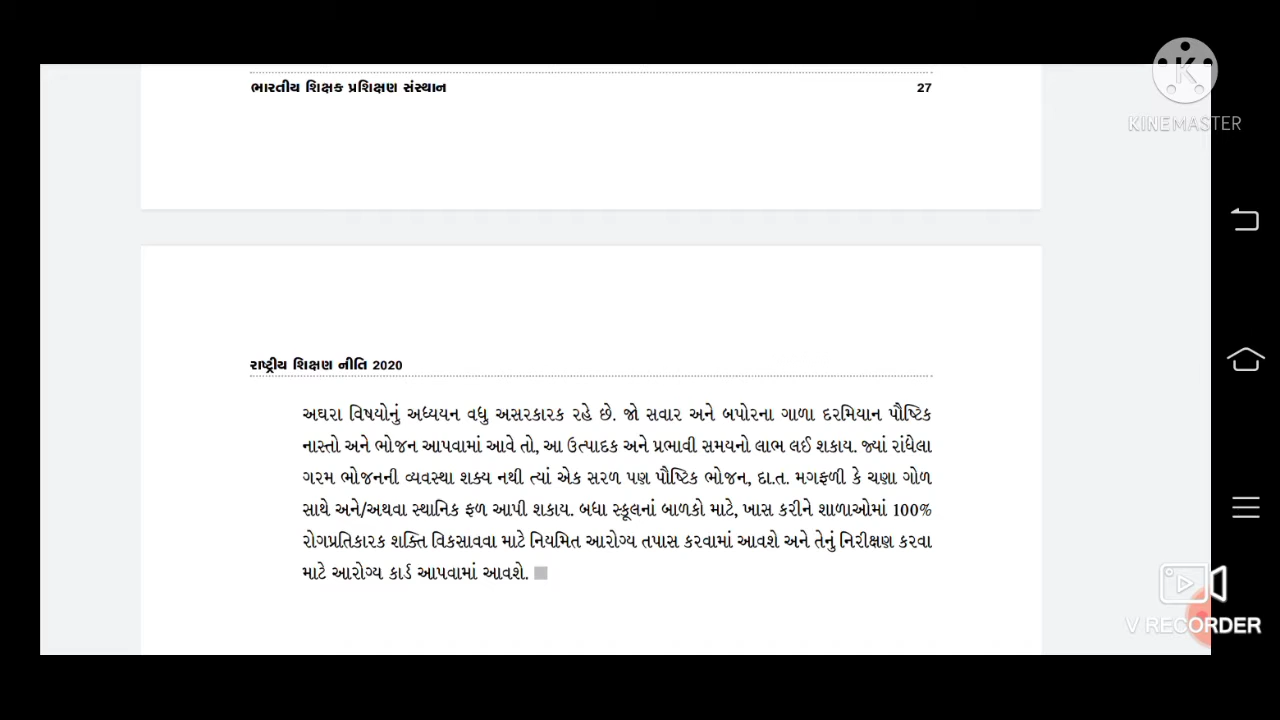 ભારતીય શિક્ષક પ્રશિક્ષણ સંસ્થાન 27
KINEMASTER
રાષ્ટ્રીય શિક્ષણ નીતિ 2020
અઘરા વિષયોનું અધ્યયન વધુ અસરકારક રહે છે. જો સવાર અને બપોરના ગાળા દરમિયાન પૌષ્ટિક
નાસ્તો અને ભોજન આપવામાં આવે તો, આ ઉત્પાદક અને પ્રભાવી સમયનો લાભ લઈ શકાય. જ્યાં રાંધેલા
ગરમ ભોજનની વ્યવસ્થા શક્ય નથી ત્યાં એક સરળ પણ પૌષ્ટિક ભોજન, દા.ત. મગફળી કે ચણા ગોળ
સાથે અને/અથવા સ્થાનિક ફળ આપી શકાય. બધા સ્કૂલનાં બાળકો માટે, ખાસ કરીને શાળાઓમાં 100%
રોગપ્રતિકારક શક્તિ વિકસાવવા માટે નિયમિત આરોગ્ય તપાસ કરવામાં આવશે અને તેનું નિરીક્ષણ કરવા
માટે આરોગ્ય કાર્ડ આપવામાં આવશે.
V RECORDER